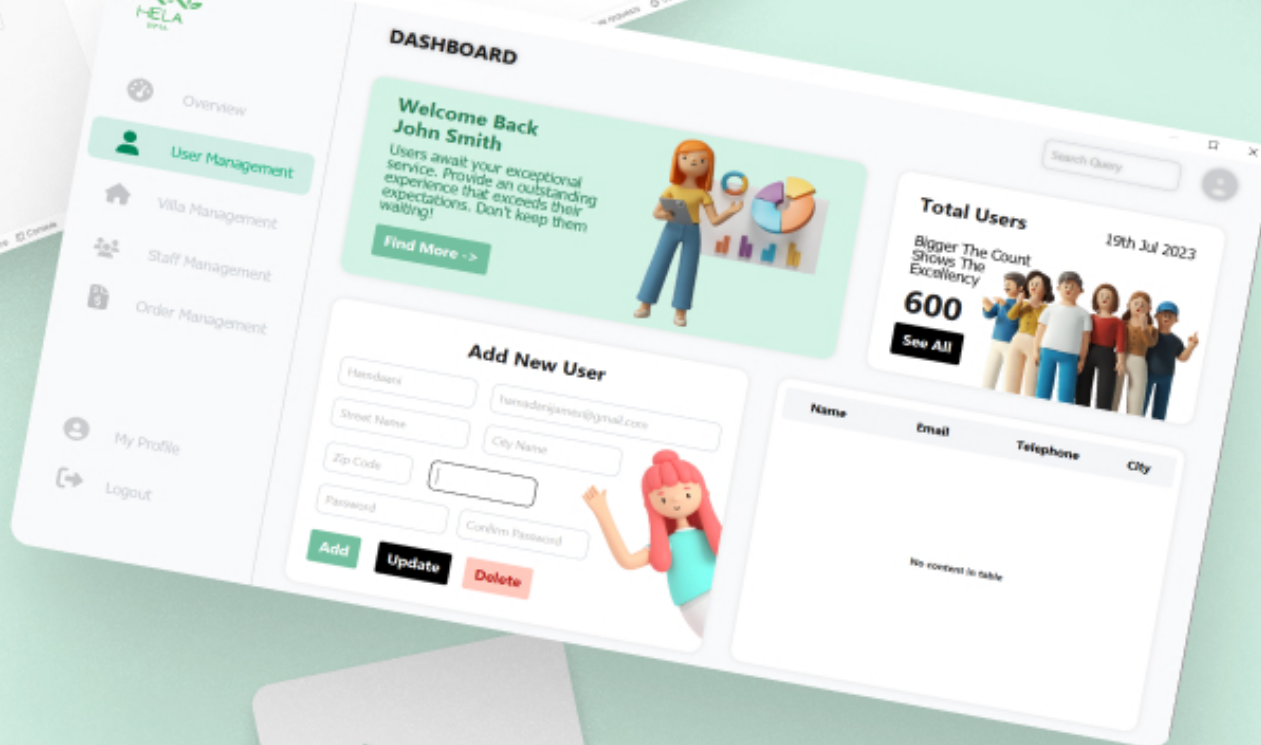 HELA
DASHBOARD
Overview
User Management
Villa Management
Staff Management
Order Management
My Profile
Logout
Welcome Back
John Smith
Users await your exceptional
service. Provide an outstanding
experience that exceeds their
expectations. Don't keep them
waiting!
Find More ->
Search Query
Total Users
19th Jul 2023
Bigger The Count
Shows The
Excellency
600
See All
Add New User
Hamdaani
hamadenijames@gmail.com
Street Name
City Name
Zip Code
Password
Confirm Password
Add
Update
Delete
Name
Email
Telephone
City
No content in table
Console